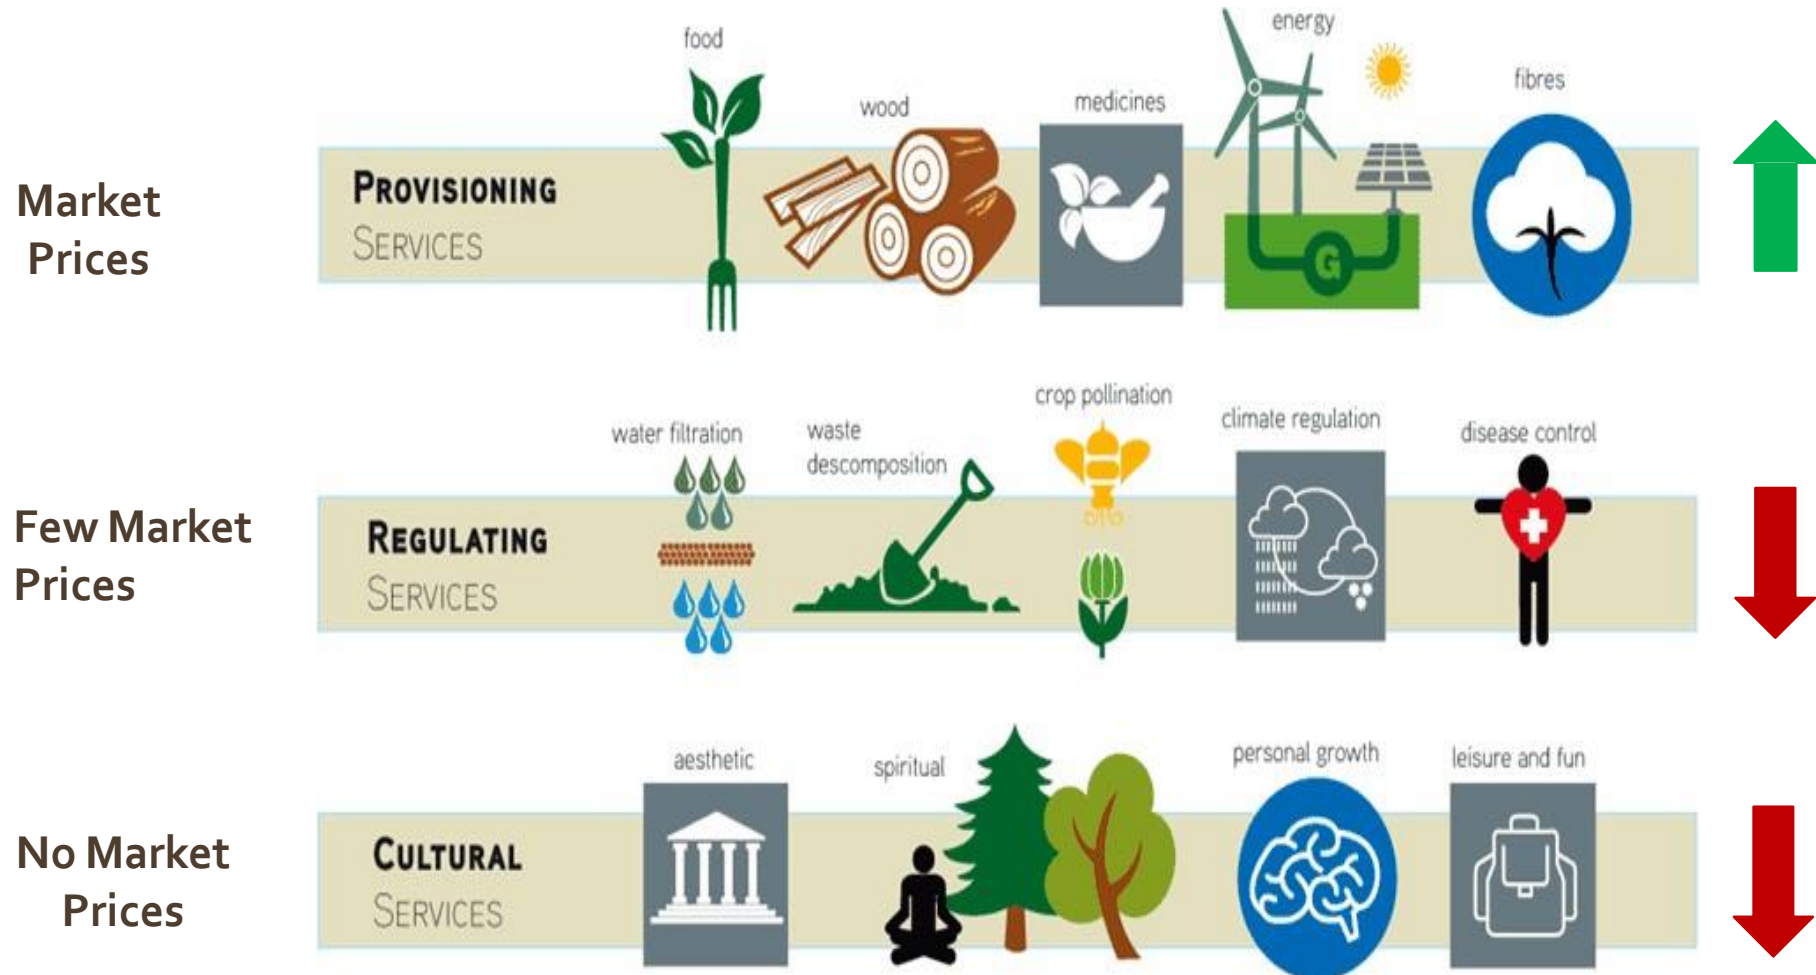 Market
Prices
PROVISIONING
SERVICES
food
wood
medicines
energy
G
fibres
Few Market
Prices
REGULATING
SERVICES
water filtration
waste
descomposition
crop pollination
climate regulation
disease control
No Market
Prices
CULTURAL
SERVICES
aesthetic
spiritual
personal growth
leisure and fun